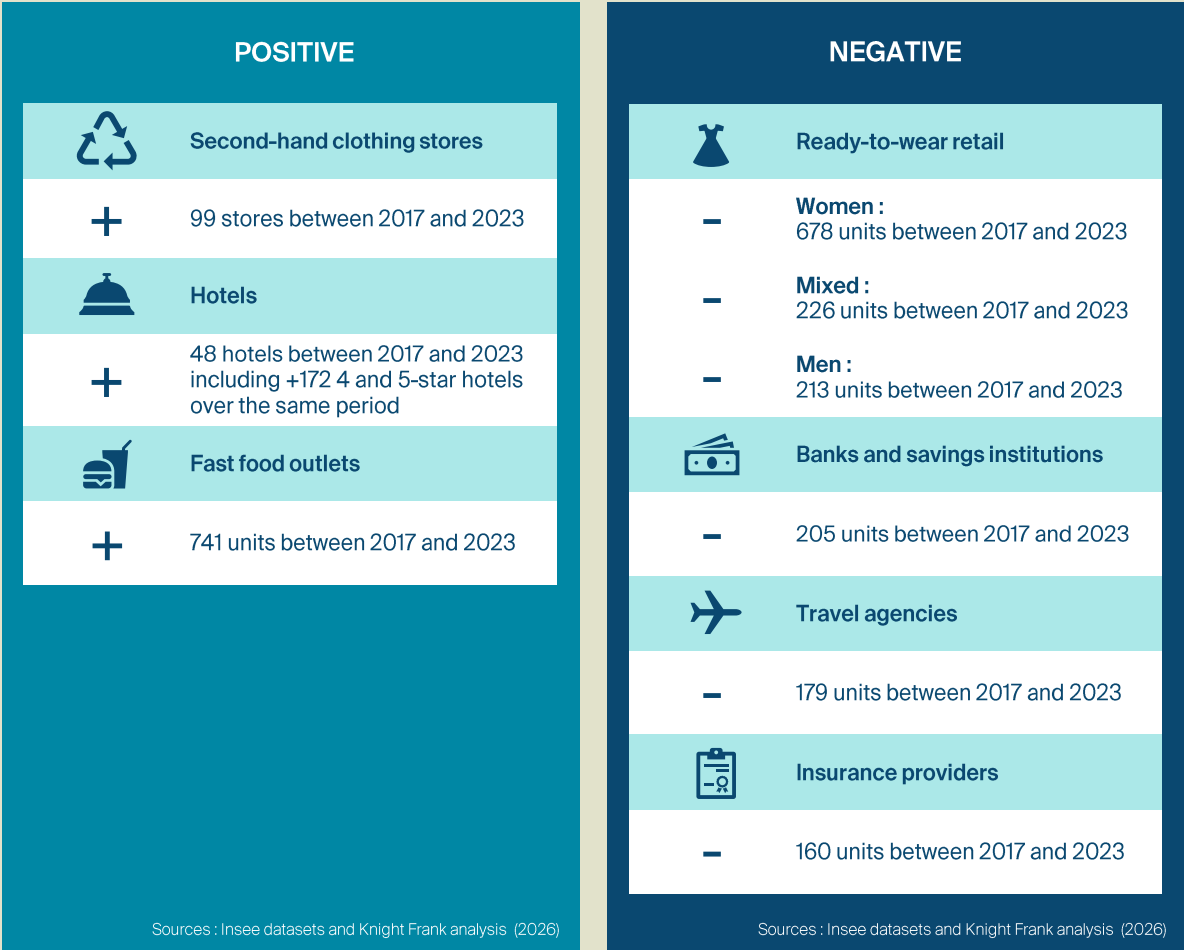 POSITIVE
Second-hand clothing stores
+
99 stores between 2017 and 2023
Hotels
+
48 hotels between 2017 and 2023
including +172 4 and 5-star hotels
over the same period
Fast food outlets
+
741 units between 2017 and 2023
Sources : Insee datasets and Knight Frank analysis (2026)
NEGATIVE
Ready-to-wear retail
-
Women :
678 units between 2017 and 2023
-
Mixed :
226 units between 2017 and 2023
-
Men :
213 units between 2017 and 2023
Banks and savings institutions
-
205 units between 2017 and 2023
Travel agencies
-
179 units between 2017 and 2023
Insurance providers
-
160 units between 2017 and 2023
Sources : Insee datasets and Knight Frank analysis (2026)